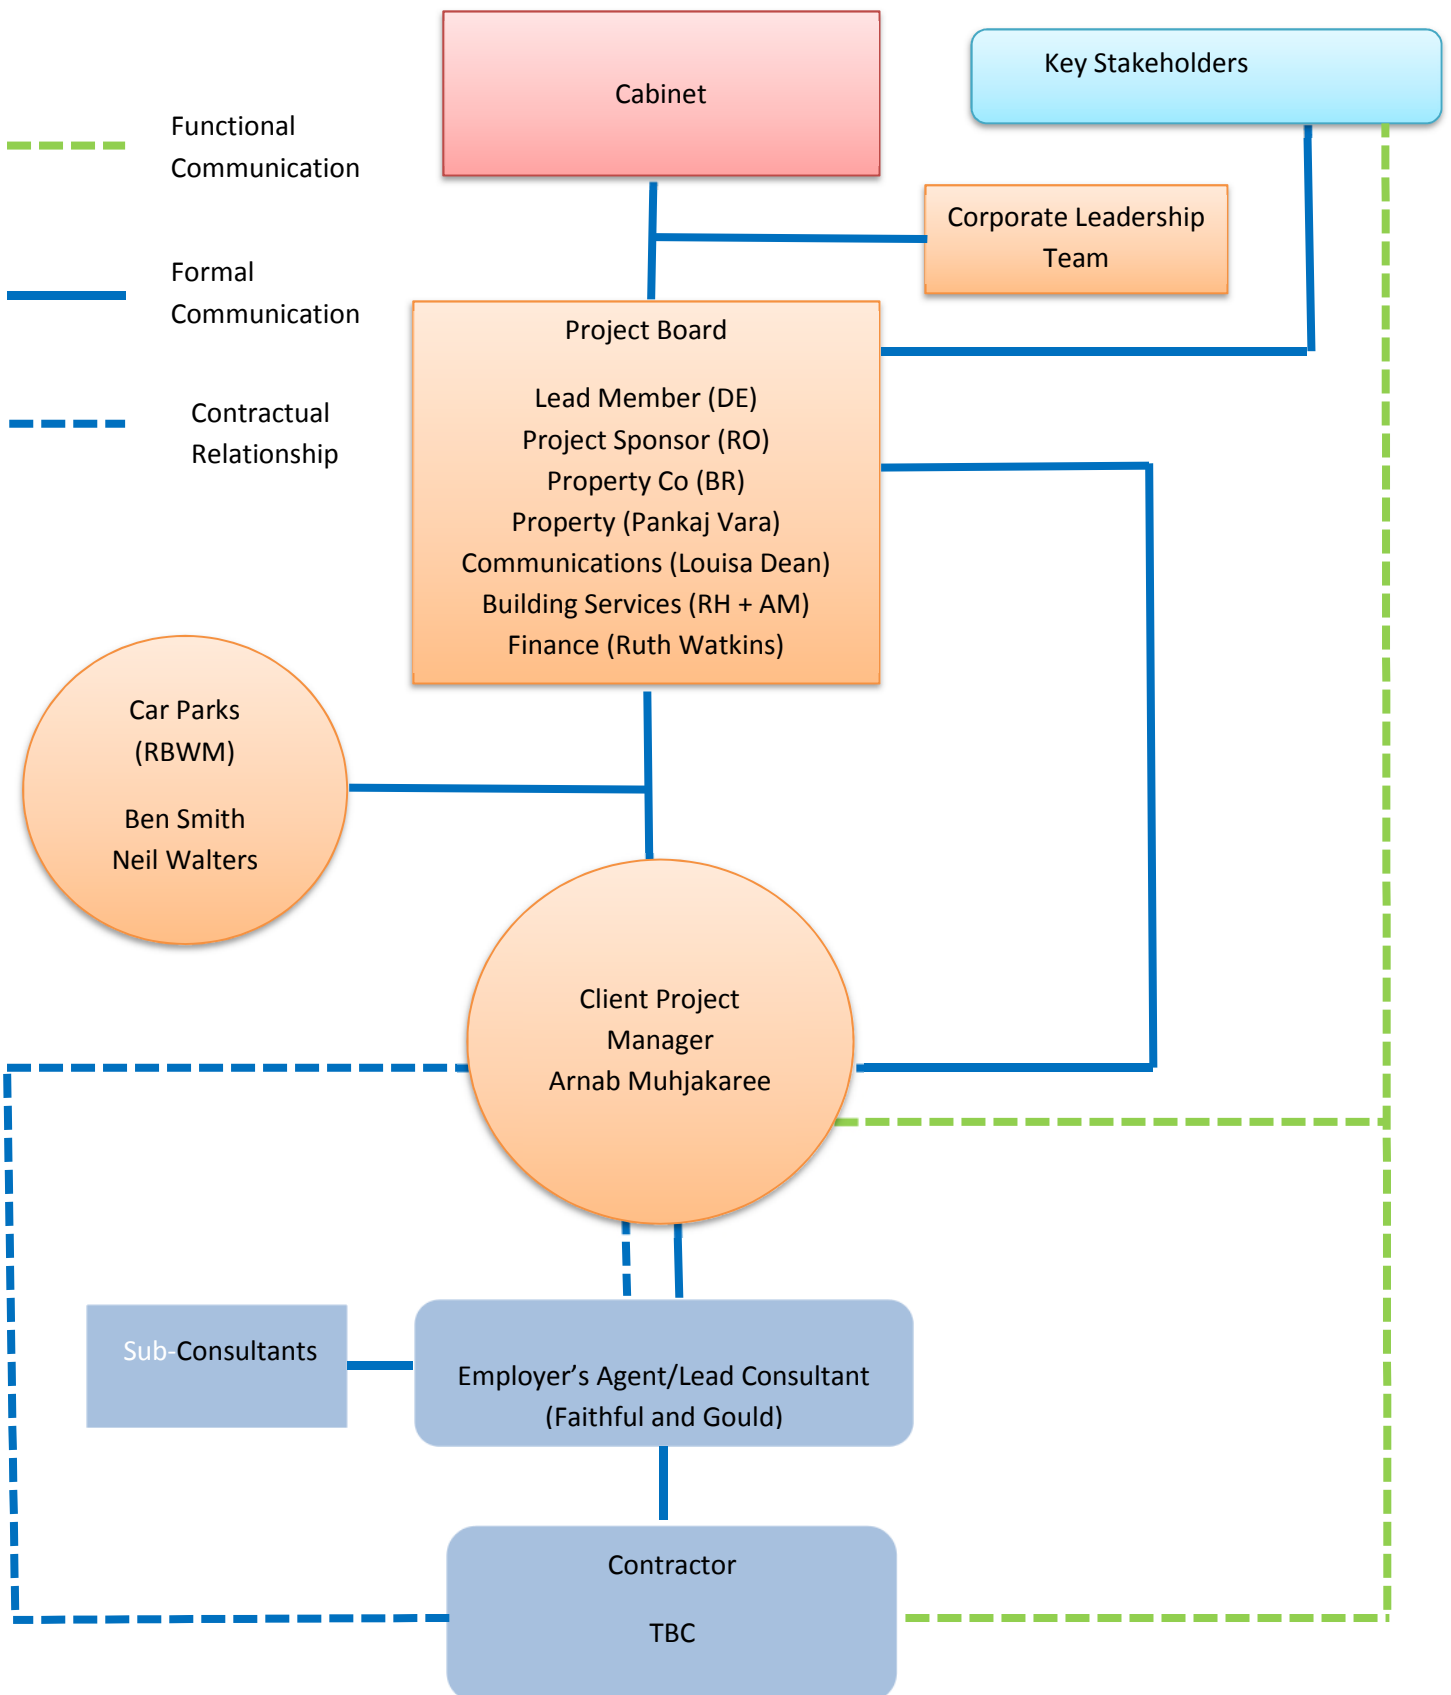 Cabinet
Key Stakeholders
Functional
Communication
Corporate Leadership
Team
Formal
Communication
Project Board
Lead Member (DE)
Project Sponsor (RO)
Property Co (BR)
Property (Pankaj Vara)
Communications (Louisa Dean)
Building Services (RH + AM)
Finance (Ruth Watkins)
Contractual
Relationship
Car Parks
(RBWM)
Ben Smith
Neil Walters
Client Project
Manager
Arnab Muhjakaree
Sub-Consultants
Employer’s Agent/Lead Consultant
(Faithful and Gould)
Contractor
TBC